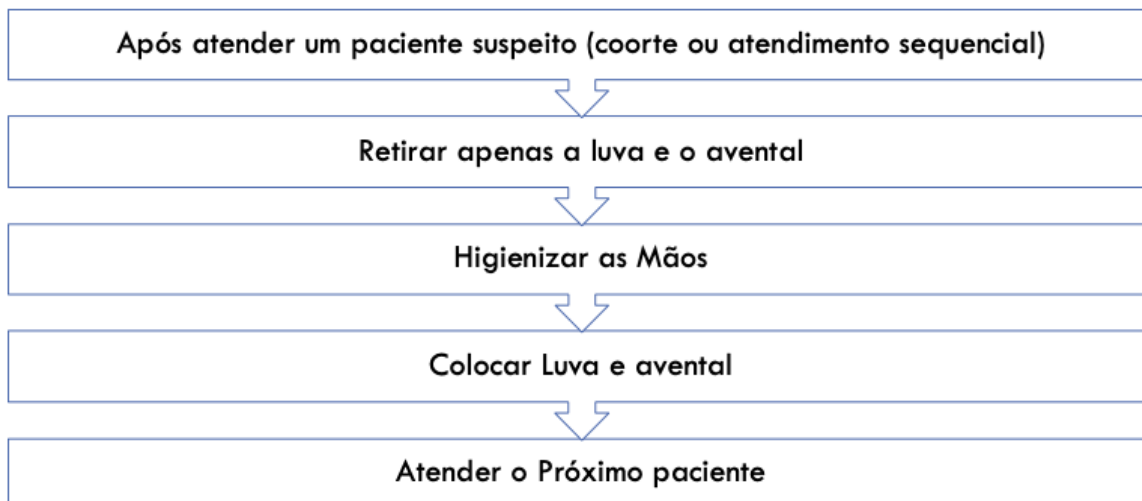 Após atender um paciente suspeito (coorte ou atendimento sequencial)
Retirar apenas a luva e o avental
Higienizar as Mãos
Colocar Luva e avental
Atender o Próximo paciente